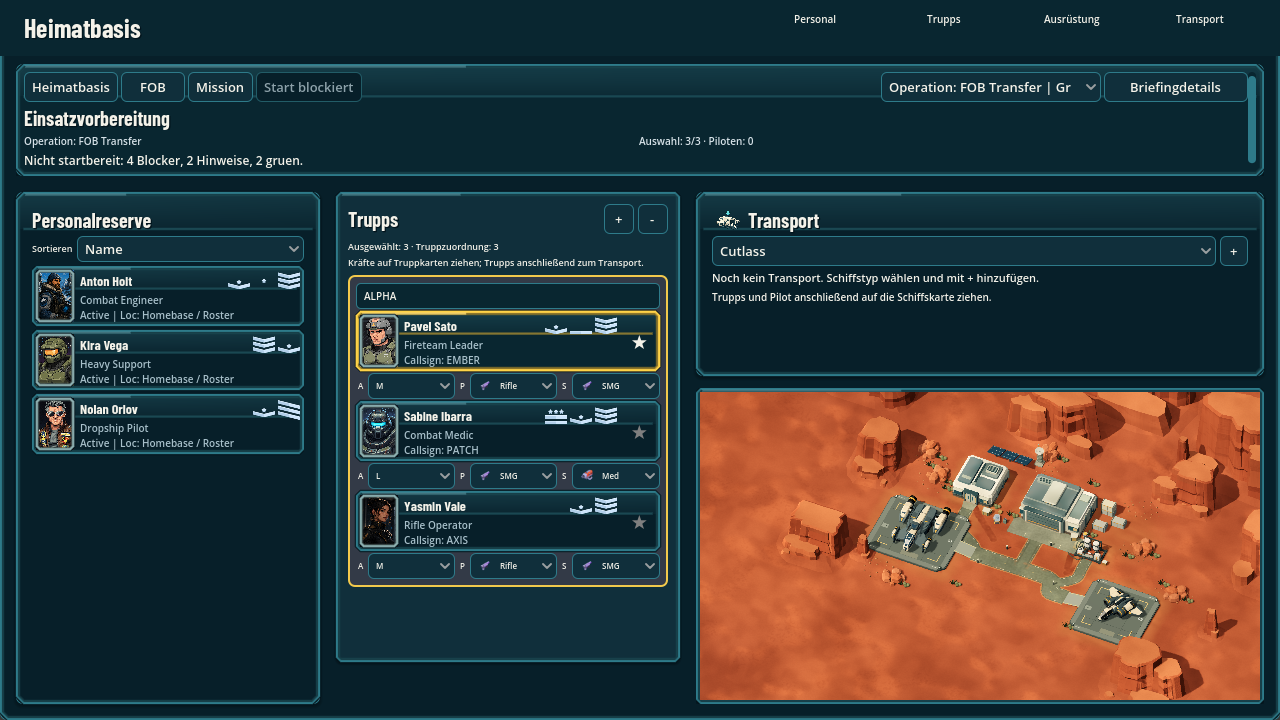 Heimatbasis
Personal
Trupps
Ausrüstung
Transport
Heimatbasis
FOB
Mission
Start blockiert
Operation: FOB Transfer | Gr
Briefingdetails
Einsatzvorbereitung
Operation: FOB Transfer
Auswahl: 3/3 · Piloten: 0
Nicht startbereit: 4 Blocker, 2 Hinweise, 2 gruen.
Personalreserve
Sortieren
Name
Anton Holt
Combat Engineer
Active | Loc: Homebase / Roster
Kira Vega
Heavy Support
Active | Loc: Homebase / Roster
Nolan Orlov
Dropship Pilot
Active | Loc: Homebase / Roster
Trupps
+
-
Ausgewählt: 3 · Truppzuordnung: 3
Kräfte auf Truppkarten ziehen; Trupps anschließend zum Transport.
ALPHA
Pavel Sato
Fireteam Leader
Callsign: EMBER
A M P Rifle S SMG
Sabine Ibarra
Combat Medic
Callsign: PATCH
A L P SMG S Med
Yasmin Vale
Rifle Operator
Callsign: AXIS
A M P Rifle S SMG
Transport
Cutlass
+
Noch kein Transport. Schiffstyp wählen und mit + hinzufügen.
Trupps und Pilot anschließend auf die Schiffskarte ziehen.